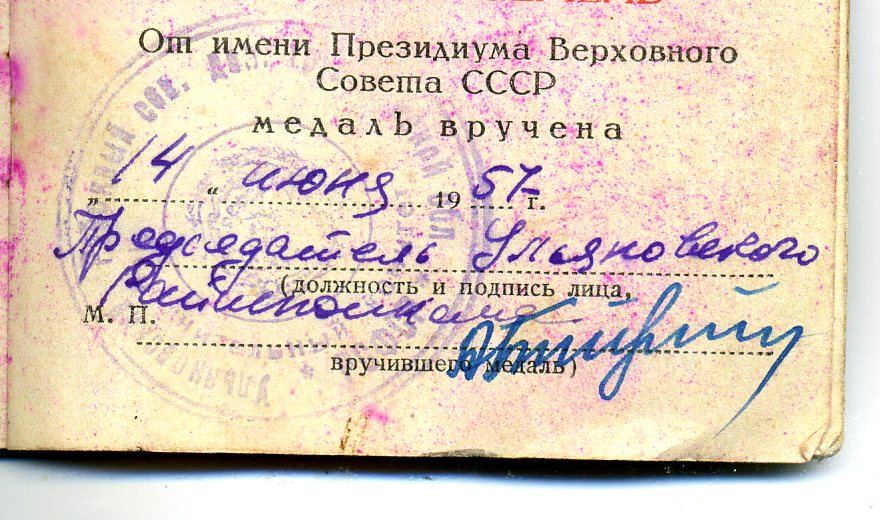 От имени Президиума Верховного
Совета СССР
медаль вручена
„14“ июня 1957 г.
Председатель Ульяновского
райисполкома
(должность и подпись лица,
М. П.
вручившего медаль)